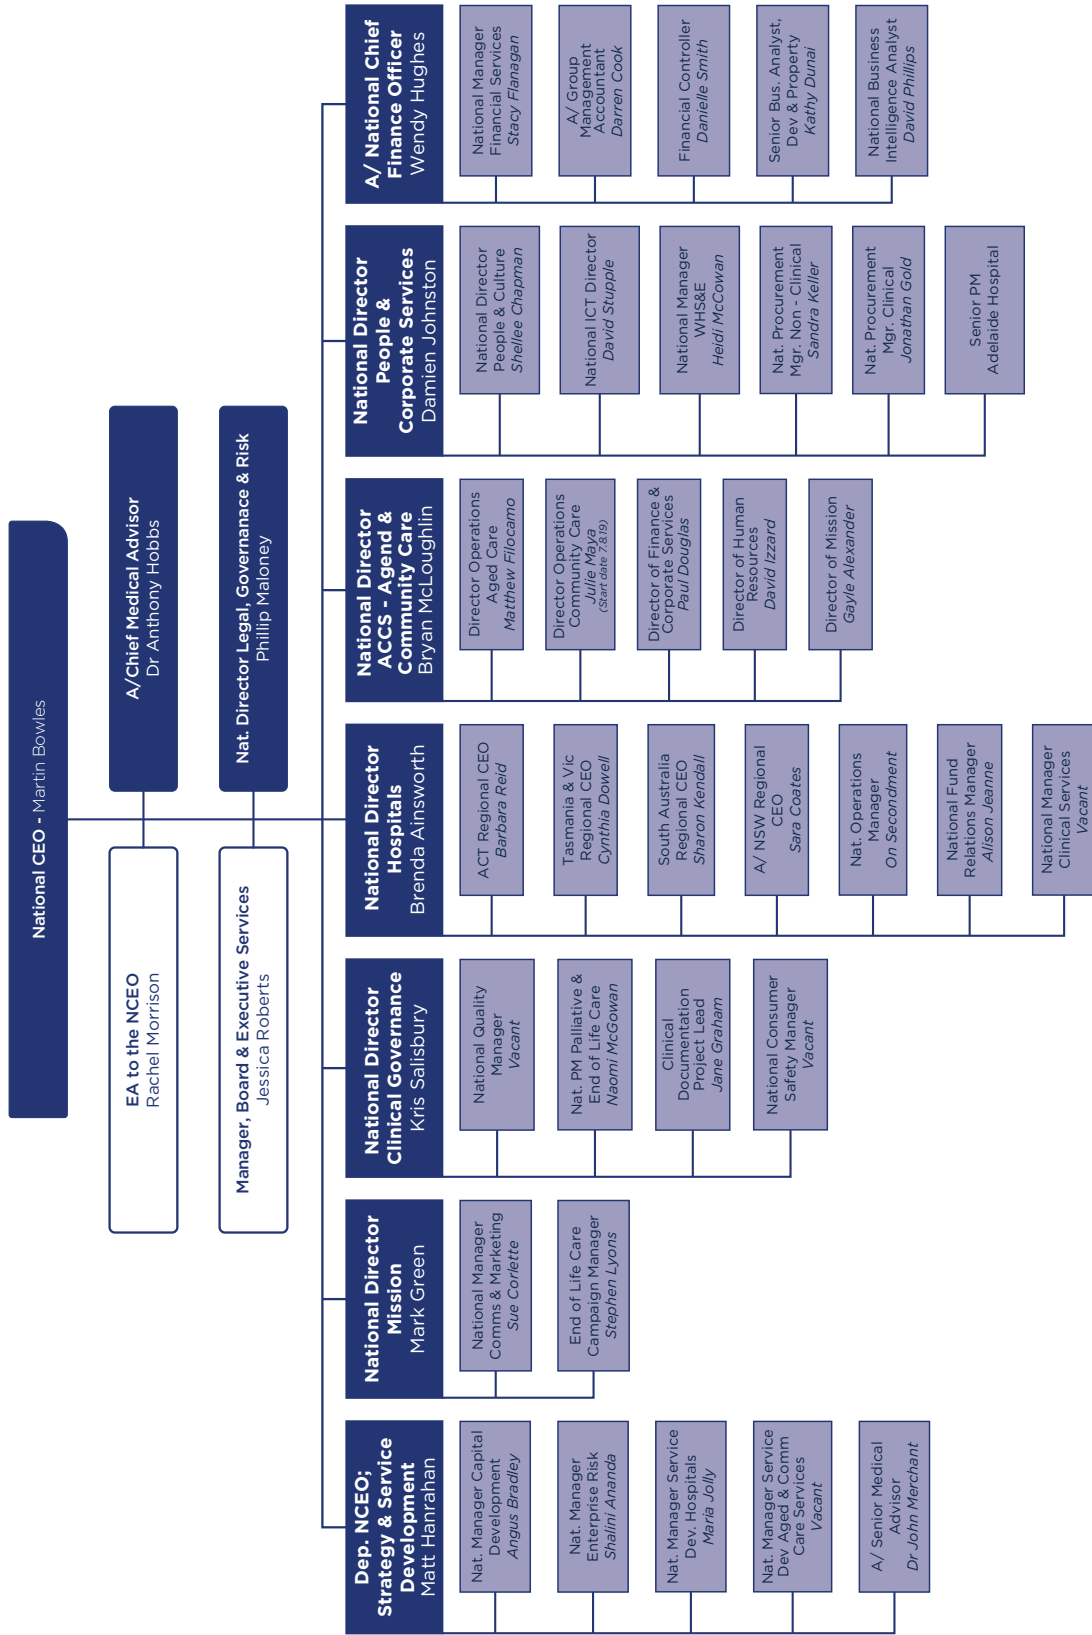 National CEO - Martin Bowles
EA to the NCEO
Rachel Morrison
A/Chief Medical Advisor
Dr Anthony Hobbs
Manager, Board & Executive Services
Jessica Roberts
Nat. Director Legal, Governanace & Risk
Phillip Maloney
Dep. NCEO;
Strategy & Service
Development
Matt Hanrahan
Nat. Manager Capital
Development
Angus Bradley
Nat. Manager
Enterprise Risk
Shalini Ananda
Nat. Manager Service
Dev. Hospitals
Maria Jolly
Nat. Manager Service
Dev Aged & Comm
Care Services
Vacant
A/ Senior Medical
Advisor
Dr John Merchant
National Director
Mission
Mark Green
National Manager
Comms & Marketing
Sue Corlette
End of Life Care
Campaign Manager
Stephen Lyons
National Director
Clinical Governance
Kris Salisbury
National Quality
Manager
Vacant
Nat. PM Palliative &
End of Life Care
Naomi McGowan
Clinical
Documentation
Project Lead
Jane Graham
National Consumer
Safety Manager
Vacant
National Director
Hospitals
Brenda Ainsworth
ACT Regional CEO
Barbara Reid
Tasmania & Vic
Regional CEO
Cynthia Dowell
South Australia
Regional CEO
Sharon Kendall
A/ NSW Regional
CEO
Sara Coates
Nat. Operations
Manager
On Secondment
National Fund
Relations Manager
Alison Jeanne
National Manager
Clinical Services
Vacant
National Director
ACCS - Agend &
Community Care
Bryan McLoughlin
Director Operations
Aged Care
Matthew Filocamo
Director Operations
Community Care
Julie Maya
(Start date 7.8.19)
Director of Finance &
Corporate Services
Paul Douglas
Director of Human
Resources
David Izzard
Director of Mission
Gayle Alexander
National Director
People &
Corporate Services
Damien Johnston
National Director
People & Culture
Shellee Chapman
National ICT Director
David Stupple
National Manager
WHS&E
Heidi McCowan
Nat. Procurement
Mgr. Non - Clinical
Sandra Keller
Nat. Procurement
Mgr. Clinical
Jonathan Gold
Senior PM
Adelaide Hospital
A/ National Chief
Finance Officer
Wendy Hughes
National Manager
Financial Services
Stacy Flanagan
A/ Group
Management
Accountant
Darren Cook
Financial Controller
Danielle Smith
Senior Bus. Analyst,
Dev & Property
Kathy Dunai
National Business
Intelligence Analyst
David Phillips